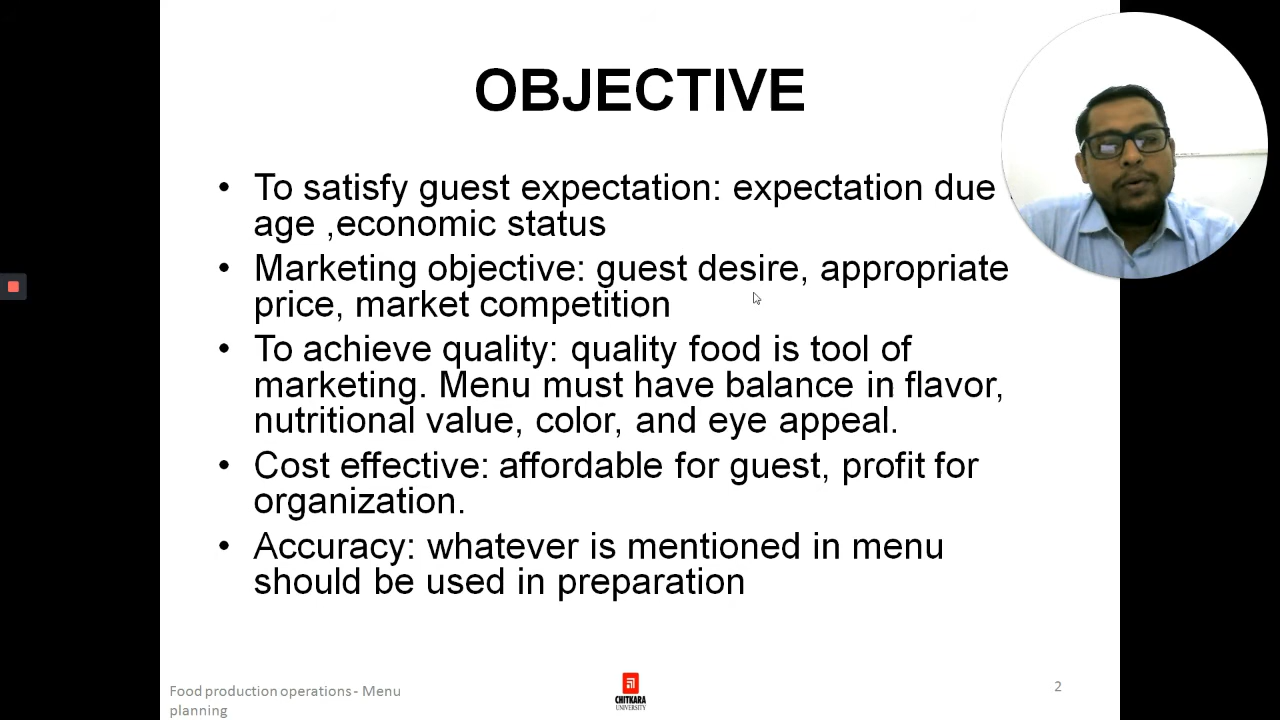 OBJECTIVE
• To satisfy guest expectation: expectation due
age ,economic status
• Marketing objective: guest desire, appropriate
price, market competition
• To achieve quality: quality food is tool of
marketing. Menu must have balance in flavor,
nutritional value, color, and eye appeal.
• Cost effective: affordable for guest, profit for
organization.
• Accuracy: whatever is mentioned in menu
should be used in preparation
Food production operations - Menu
planning
CHITKARA
UNIVERSITY
2